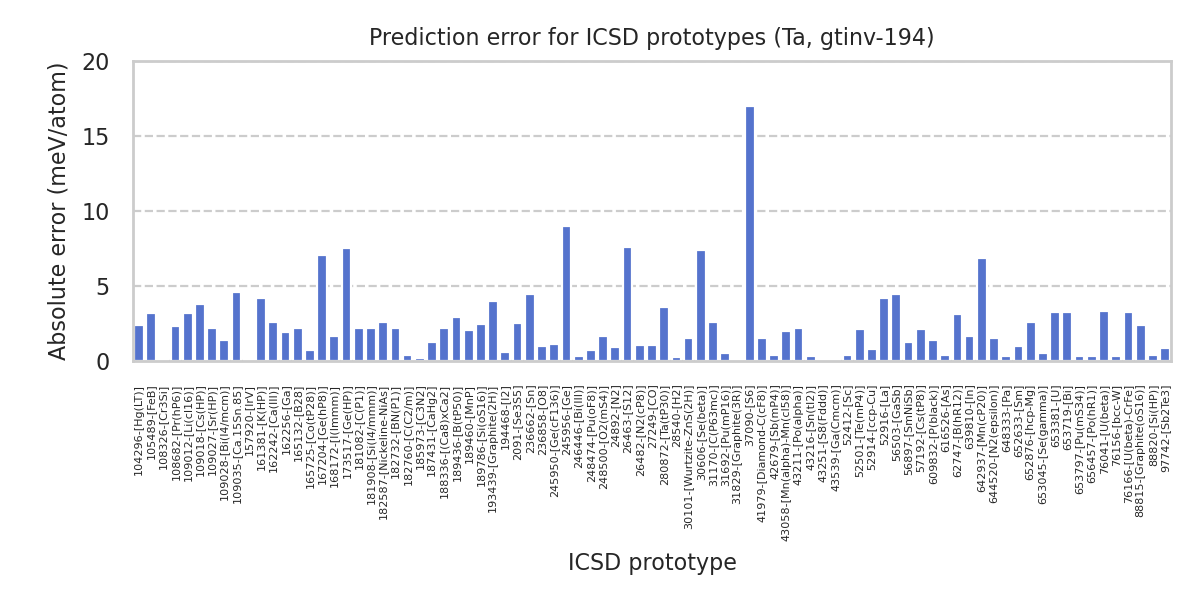 Prediction error for ICSD prototypes (Ta, gtinv-194)
Absolute error (meV/atom)
20
15
10
5
0
104296-[Hg(LT)]
105489-[FeB]
108326-[Cr3Si]
108682-[Pr(hP6)]
109012-[Li(cI16)]
109018-[Cs(HP)]
109027-[Sr(HP)]
109028-[Bi(I4/mcm)]
109035-[Ca.15Sn.85]
157920-[IrV]
161381-[K(HP)]
162242-[Ca(III)]
162256-[Ga]
165132-[B28]
165725-[Co(tP28)]
167204-[Ge(hP8)]
168172-[I(Immm)]
173517-[Ge(HP)]
181082-[C(P1)]
181908-[Si(I4/mmm)]
182587-[Nickeline-NiAs]
182732-[BN(P1)]
182760-[C(C2/m)]
185973-[C3N2]
187431-[CaHg2]
188336-[(Ca8)xCa2]
189436-[B(tP50)]
189460-[MnP]
189786-[Si(oS16)]
193439-[Graphite(2H)]
194468-[I2]
2091-[Se3S5]
236662-[Sn]
236858-[O8]
245950-[Ge(cF136)]
245956-[Ge]
246446-[Bi(III)]
248474-[Pu(oF8)]
248500-[O2(mS4)]
24892-[N2]
26463-[S12]
26482-[N2(cP8)]
27249-[CO]
280872-[Ta(tP30)]
28540-[H2]
30101-[Wurtzite-ZnS(2H)]
30606-[Se(beta)]
31170-[C(P63mc)]
31692-[Pu(mP16)]
31829-[Graphite(3R)]
37090-[S6]
41979-[Diamond-C(cF8)]
42679-[Sb(mP4)]
43058-[Mn(alpha)-Mn(cI58)]
43211-[Po(alpha)]
43216-[Sn(tI2)]
43251-[S8(Fddd)]
43539-[Ga(Cmcm)]
52412-[Sc]
52501-[Te(mP4)]
52914-[ccp-Cu]
52916-[La]
56503-[GaSb]
56897-[SmNiSb]
57192-[Cs(tP8)]
609832-[P(black)]
616526-[As]
62747-[B(hR12)]
639810-[In]
642937-[Mn(cP20)]
644520-[N2(epsilon)]
648333-[Pa]
652633-[Sm]
652876-[hcp-Mg]
653045-[Se(gamma)]
653381-[U]
653719-[Bi]
653797-[Pu(mS34)]
656457-[Po(hR1)]
76041-[U(beta)]
76156-[bcc-W]
76166-[U(beta)-CrFe]
88815-[Graphite(oS16)]
88820-[Si(HP)]
97742-[Sb2Te3]
ICSD prototype